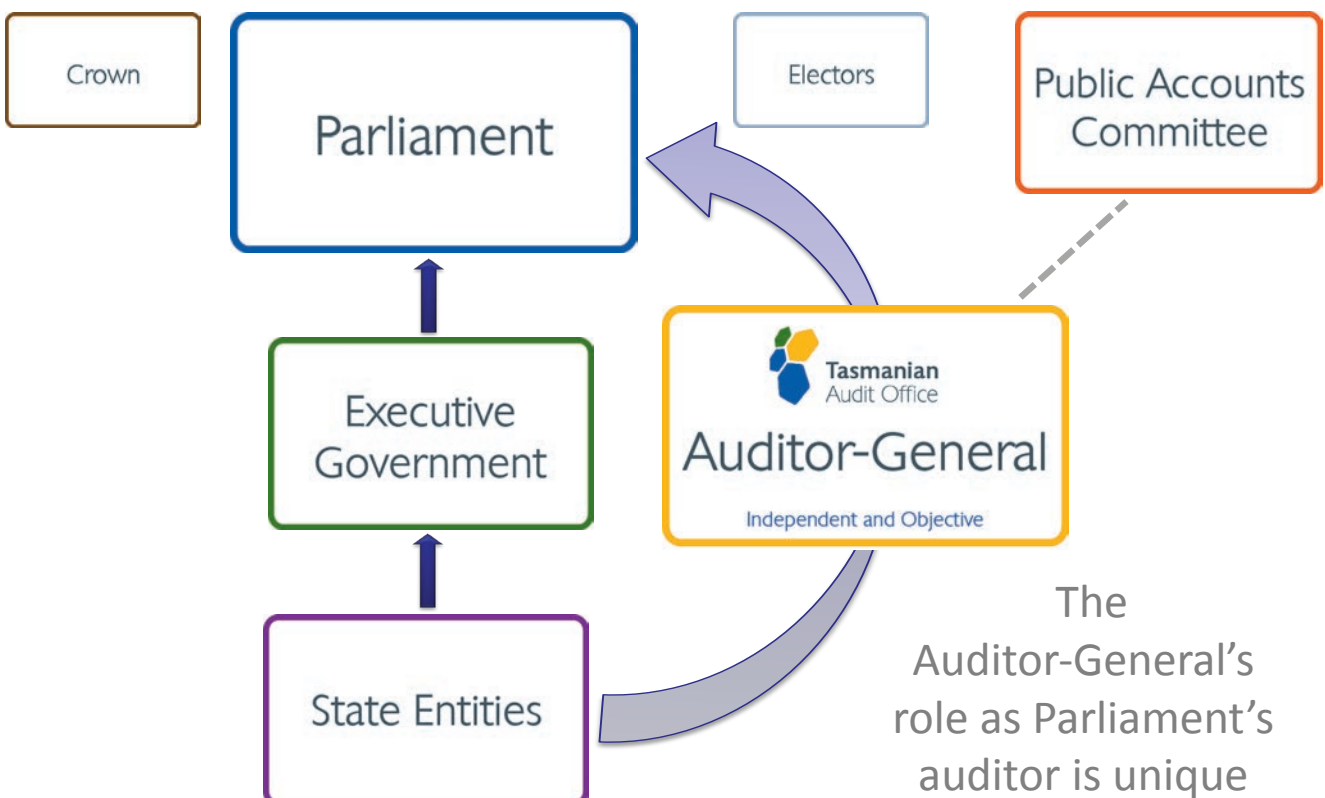 Crown
Parliament
Electors
Public Accounts
Committee
Executive
Government
Tasmanian
Audit Office
Auditor-General
Independent and Objective
State Entities
The
Auditor-General’s
role as Parliament’s
auditor is unique